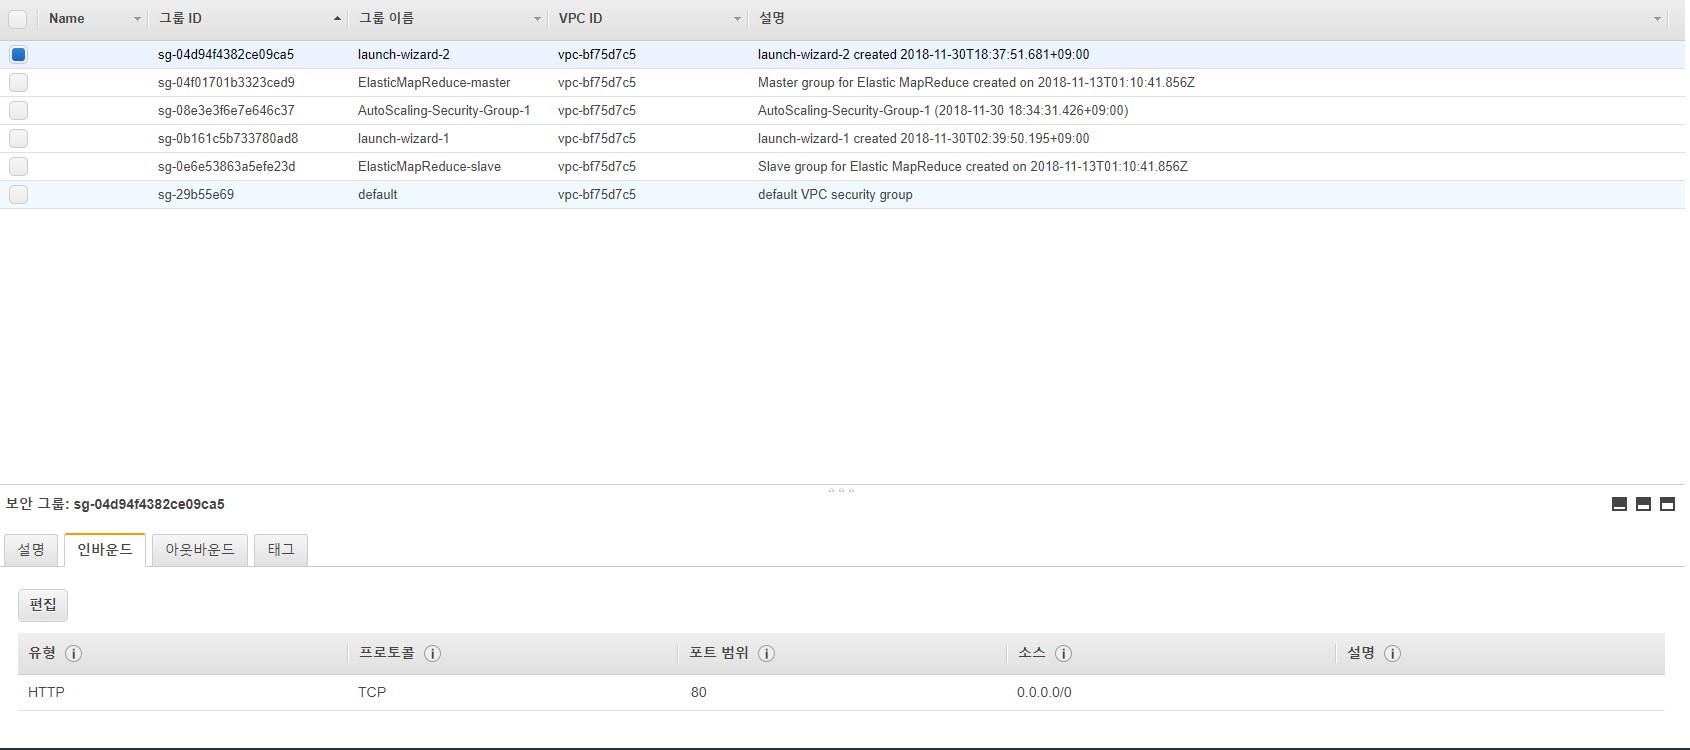 Name 그룹 ID 그룹 이름 VPC ID 설명
sg-04d94f4382ce09ca5 launch-wizard-2 vpc-bf75d7c5 launch-wizard-2 created 2018-11-30T18:37:51.681+09:00
sg-04f01701b3323ced9 ElasticMapReduce-master vpc-bf75d7c5 Master group for Elastic MapReduce created on 2018-11-13T01:10:41.856Z
sg-08e3e3f6e7e646c37 AutoScaling-Security-Group-1 vpc-bf75d7c5 AutoScaling-Security-Group-1 (2018-11-30 18:34:31.426+09:00)
sg-0b161c5b733780ad8 launch-wizard-1 vpc-bf75d7c5 launch-wizard-1 created 2018-11-30T02:39:50.195+09:00
sg-0e6e53863a5efe23d ElasticMapReduce-slave vpc-bf75d7c5 Slave group for Elastic MapReduce created on 2018-11-13T01:10:41.856Z
sg-29b55e69 default vpc-bf75d7c5 default VPC security group
보안 그룹: sg-04d94f4382ce09ca5
설명 인바운드 아웃바운드 태그
편집
유형 프로토콜 포트 범위 소스 설명
HTTP TCP 80 0.0.0.0/0